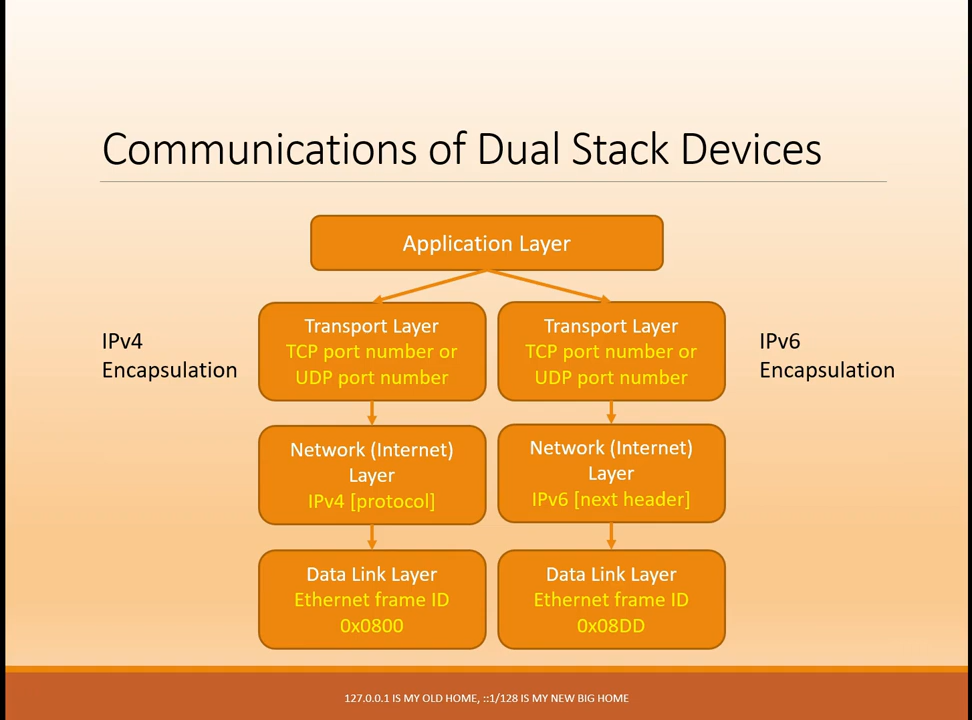 Communications of Dual Stack Devices
Application Layer
IPv4
Encapsulation
Transport Layer
TCP port number or
UDP port number
Transport Layer
TCP port number or
UDP port number
IPv6
Encapsulation
Network (Internet)
Layer
IPv4 [protocol]
Network (Internet)
Layer
IPv6 [next header]
Data Link Layer
Ethernet frame ID
0x0800
Data Link Layer
Ethernet frame ID
0x08DD
127.0.0.1 IS MY OLD HOME, ::1/128 IS MY NEW BIG HOME